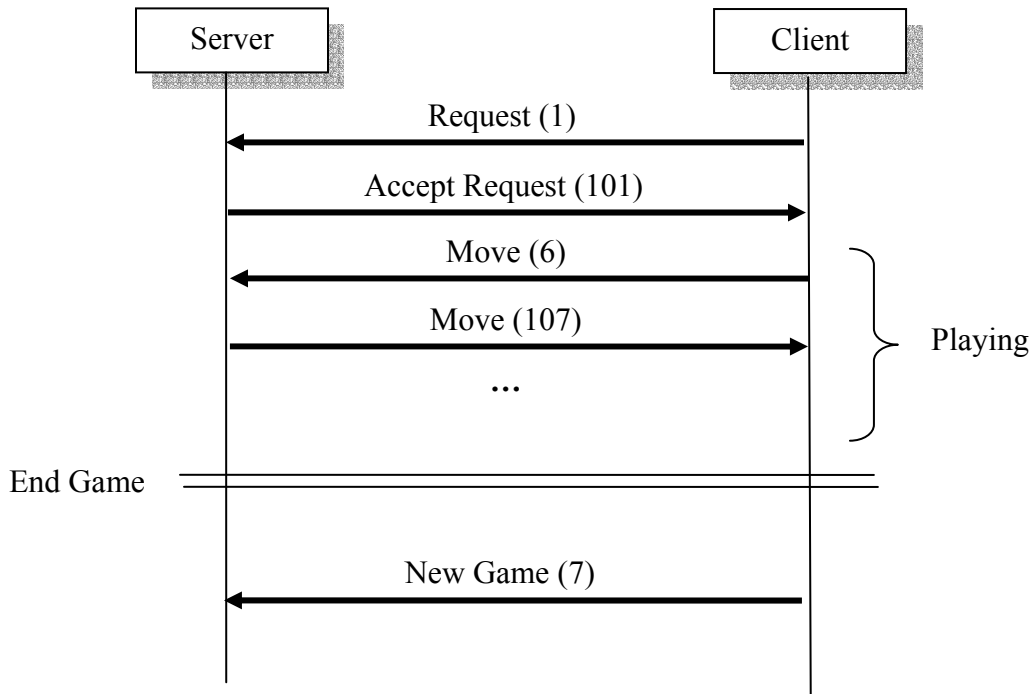 Server
Client
Request (1)
Accept Request (101)
Move (6)
Move (107)
Playing
...
End Game
New Game (7)